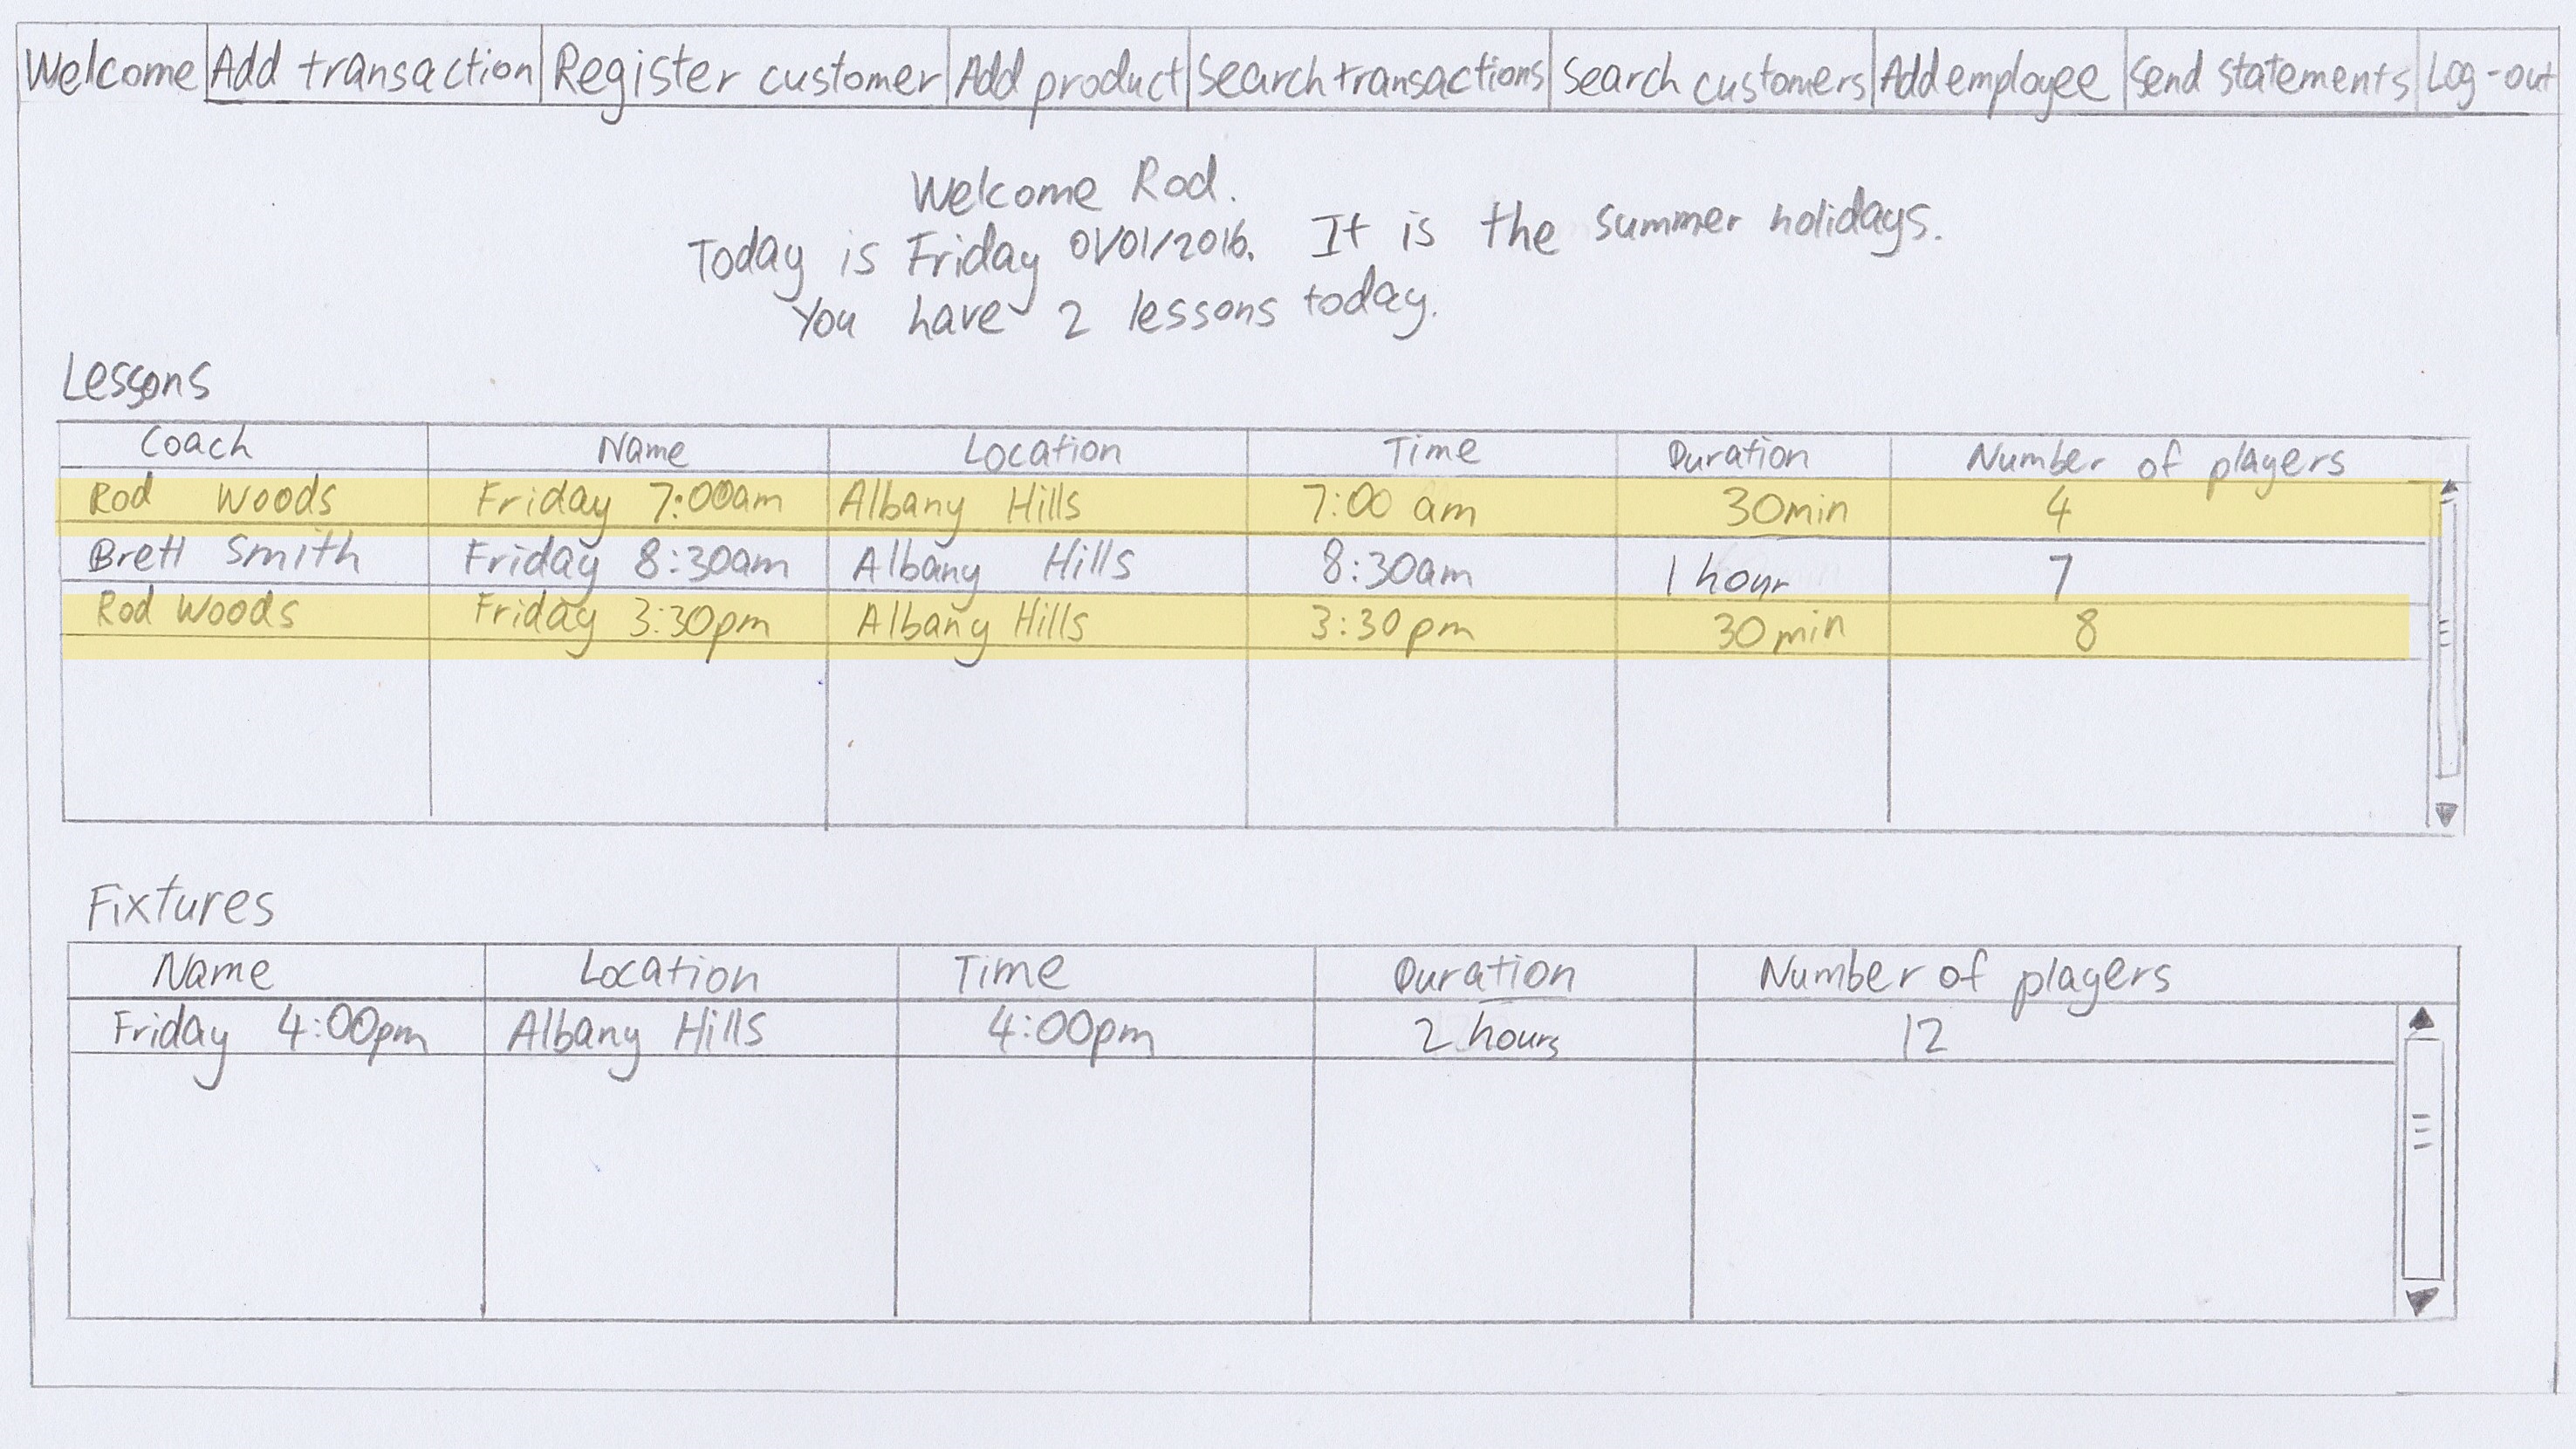 Welcome Add transaction Register customer Add product Search transactions Search customers Add employee Send statements Log-out
Welcome Rod.
Today is Friday 01/01/2016. It is the summer holidays.
You have 2 lessons today.
Lessons
Coach Name Location Time Duration Number of players
Rod Woods Friday 7:00am Albany Hills 7:00 am 30min 4
Brett Smith Friday 8:30am Albany Hills 8:30am 1 hour 7
Rod Woods Friday 3:30pm Albany Hills 3:30pm 30min 8
Fixtures
Name Location Time Duration Number of players
Friday 4:00pm Albany Hills 4:00pm 2 hours 12